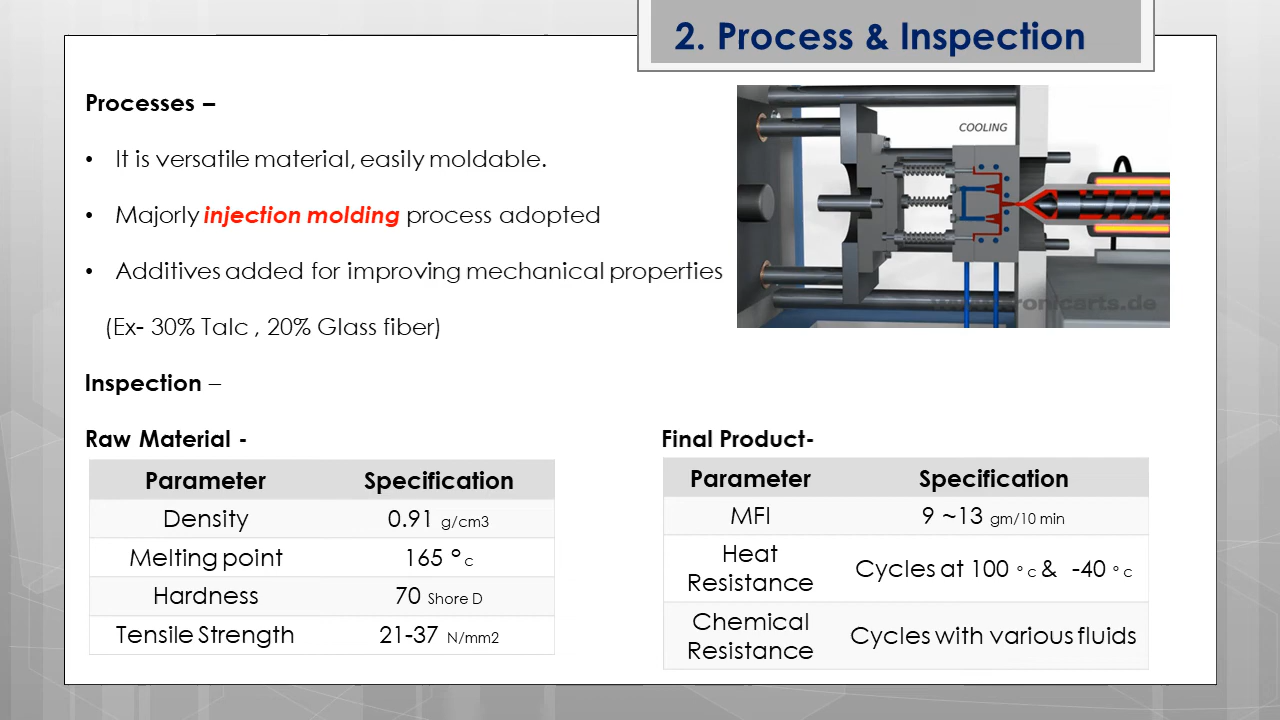 2. Process & Inspection
Processes –
• It is versatile material, easily moldable.
• Majorly injection molding process adopted
• Additives added for improving mechanical properties
(Ex- 30% Talc , 20% Glass fiber)
COOLING
Inspection –
Raw Material -
Parameter Specification
Density 0.91 g/cm3
Melting point 165 ° c
Hardness 70 Shore D
Tensile Strength 21-37 N/mm2
Final Product-
Parameter Specification
MFI 9 ~13 gm/10 min
Heat
Resistance
Cycles at 100 ° c & -40 ° c
Chemical
Resistance
Cycles with various fluids